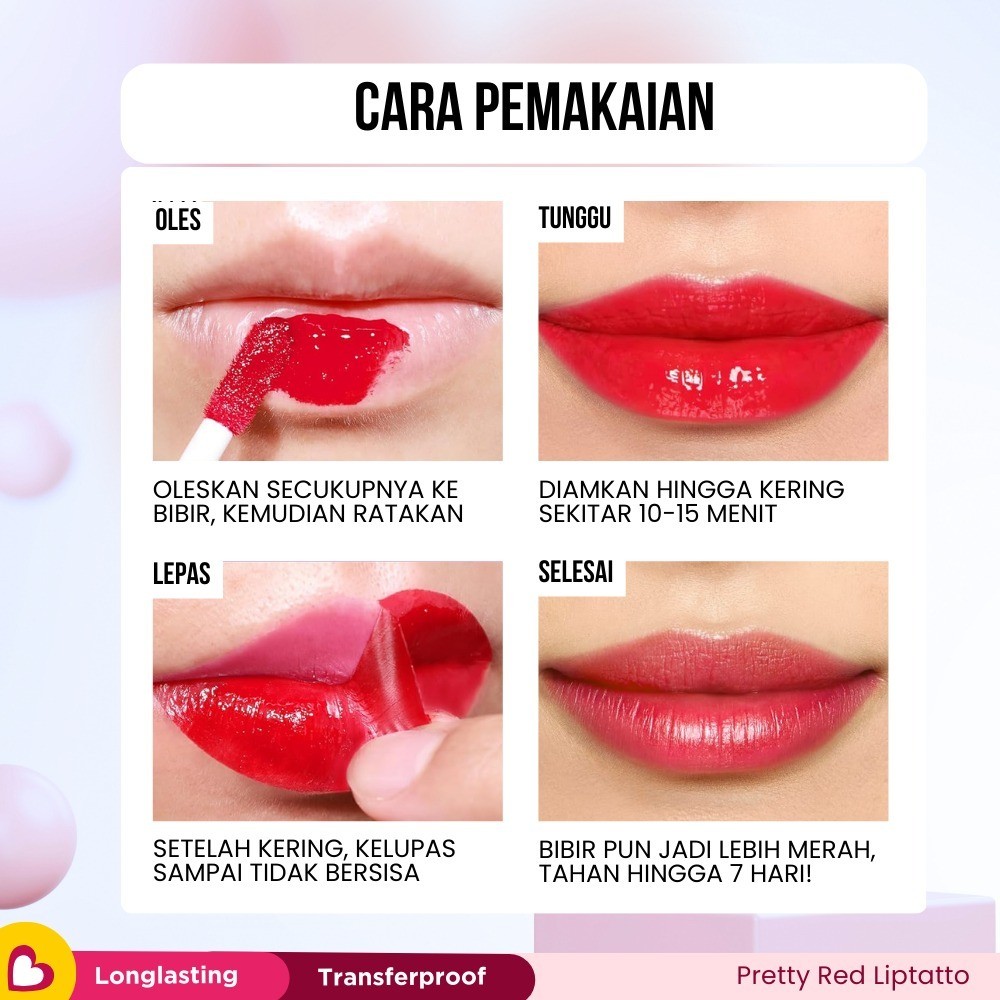 CARA PEMAKAIAN
OLES
TUNGGU
OLESKAN SECUKUPNYA KE
BIBIR, KEMUDIAN RATAKAN
DIAMKAN HINGGA KERING
SEKITAR 10-15 MENIT
LEPAS
SELESAI
SETELAH KERING, KELUPAS
SAMPAI TIDAK BERSISA
BIBIR PUN JADI LEBIH MERAH,
TAHAN HINGGA 7 HARI!
Longlasting
Transferproof
Pretty Red Liptatto